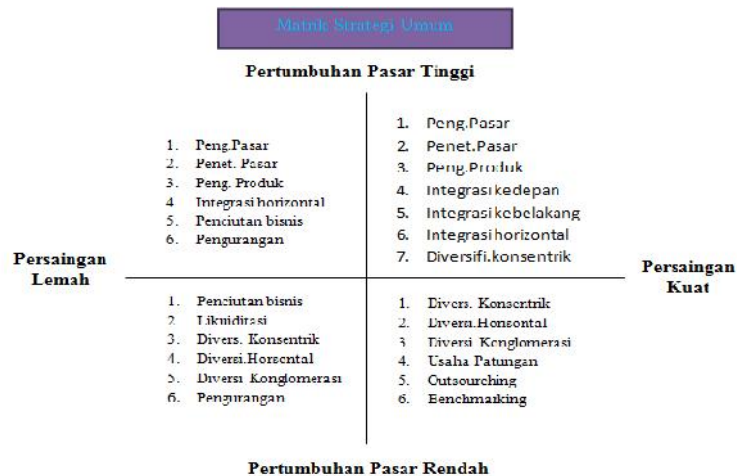 Matrik Strategi Umum
Pertumbuhan Pasar Tinggi
1. Peng.Pasar
2. Penet. Pasar
3. Peng. Produk
4 Integrasi horizontal
5. Penciutan bisnis
6. Pengurangan
1. Peng.Pasar
2. Penet.Pasar
3. Peng.Produk
4. Integrasi kedepan
5. Integrasi kebelakang
6. Integrasi horizontal
7. Diversifi.konsentrik
Persaingan
Lemah
Persaingan
Kuat
1. Penciutan bisnis
2. Likuiditasi
3. Divers. Konsentrik
4. Diversi.Horsontal
5. Diversi Konglomerasi
6. Pengurangan
1. Divers. Konsentrik
2. Diversi.Horisontal
3 Diversi Konglomerasi
4. Usaha Patungan
5. Outsourching
6. Benchmarking
Pertumbuhan Pasar Rendah